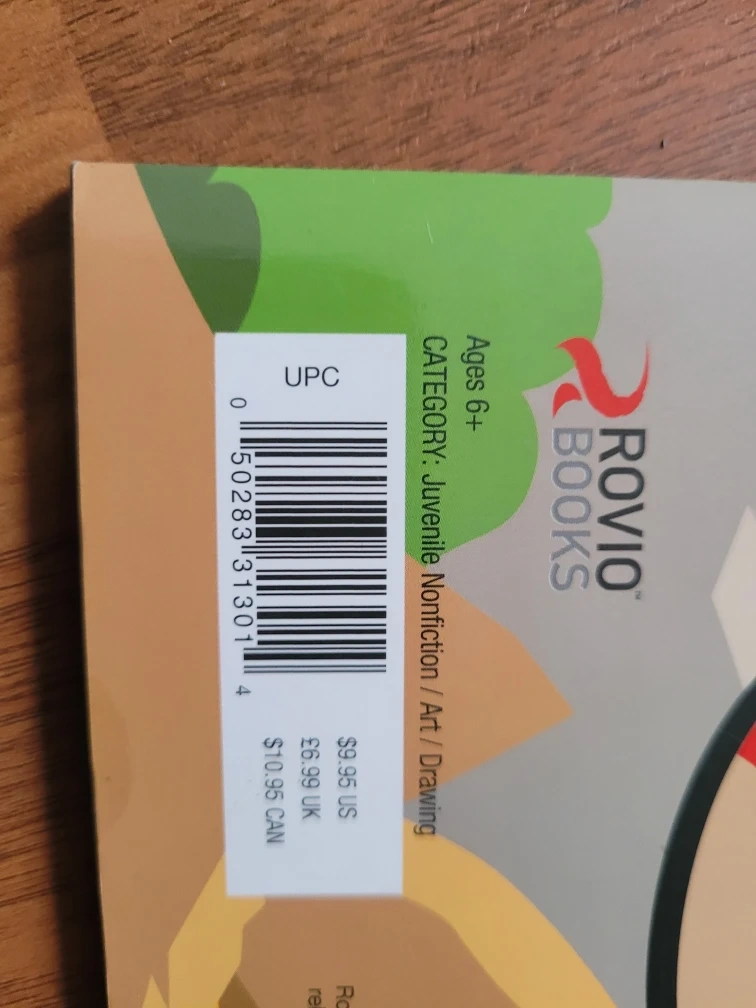 ROVIO™
BOOKS
Ages 6+
CATEGORY: Juvenile Nonfiction / Art / Drawing
UPC
0 50283 31301 4
$9.95 US
£6.99 UK
$10.95 CAN